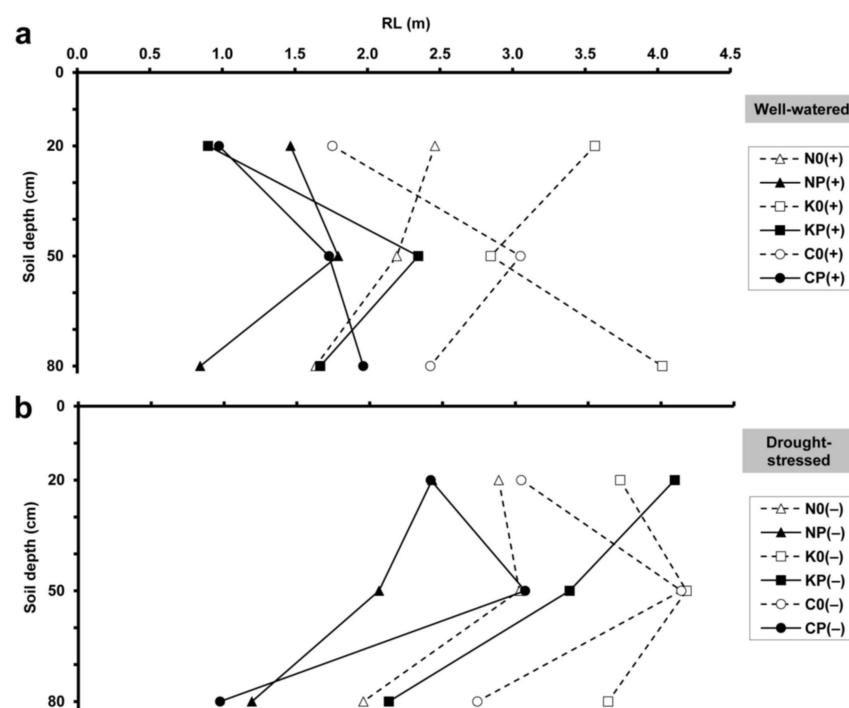 RL (m)
a
0.0 0.5 1.0 1.5 2.0 2.5 3.0 3.5 4.0 4.5
0
20
50
80
Soil depth (cm)
Well-watered
N0(+)
NP(+)
K0(+)
KP(+)
C0(+)
CP(+)
b
0
20
50
80
Soil depth (cm)
Drought-
stressed
N0(–)
NP(–)
K0(–)
KP(–)
C0(–)
CP(–)